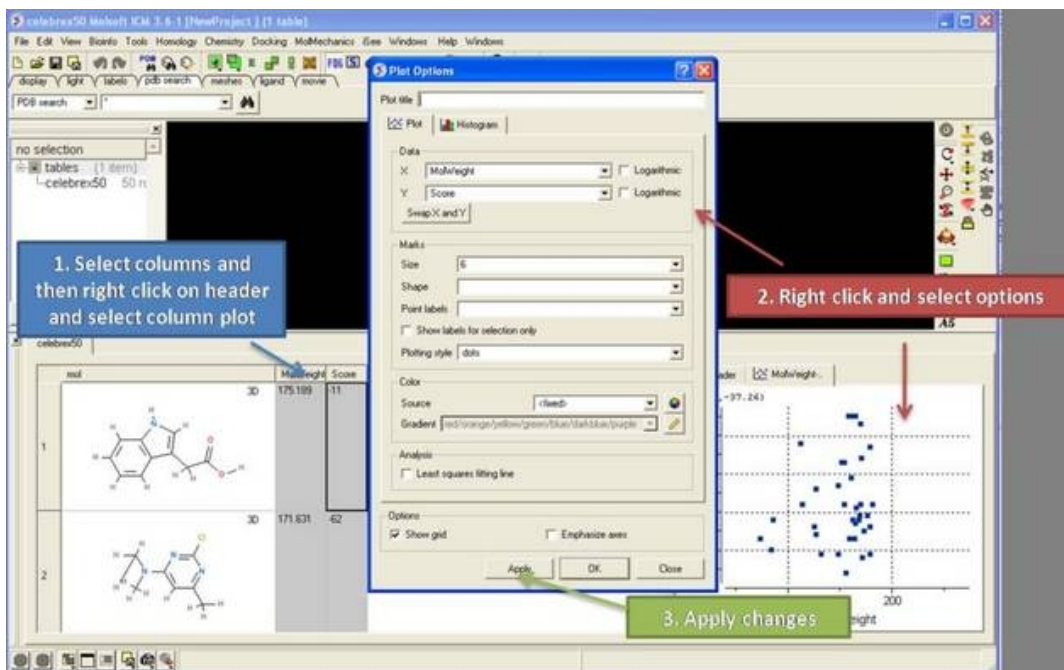 celebrex50 Molsoft ICM 3.6-1 [NewProject] (1 table)
File Edit View Bioinfo Tools Homology Chemistry Docking MolMechanics iSee Windows Help Windows
display light labels pdb search meshes ligand movie
PDB search
no selection
tables (1 item)
celebrex50 50
Plot Options
Plot title
Plot Histogram
Data
X MolWeight Logarithmic
Y Score Logarithmic
Swap X and Y
Marks
Size 6
Shape
Point labels
Show labels for selection only
Plotting style dots
Color
Source <fixed>
Gradient red/orange/yellow/green/blue/darkblue/purple
Analysis
Least squares fitting line
Options
Show grid Emphasize axes
Apply OK Close
1. Select columns and
then right click on header
and select column plot
2. Right click and select options
3. Apply changes
celebrex50
mol MolWeight Score
1 3D 175.189 -11
2 3D 171.631 -62
MolWeight-..
-37.26)
200
eight